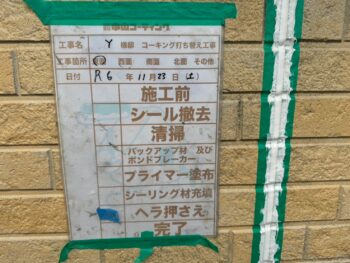 工事名 Y 様邸 コーキング打ち替え工事
工事箇所 西面 南面 北面 その他
日付 R6 年 11月 23 日 (土)
施工前
シール撤去
清掃
バックアップ材 及び
ボンドブレーカー
プライマー塗布
シーリング材充填
ヘラ押さえ
完了